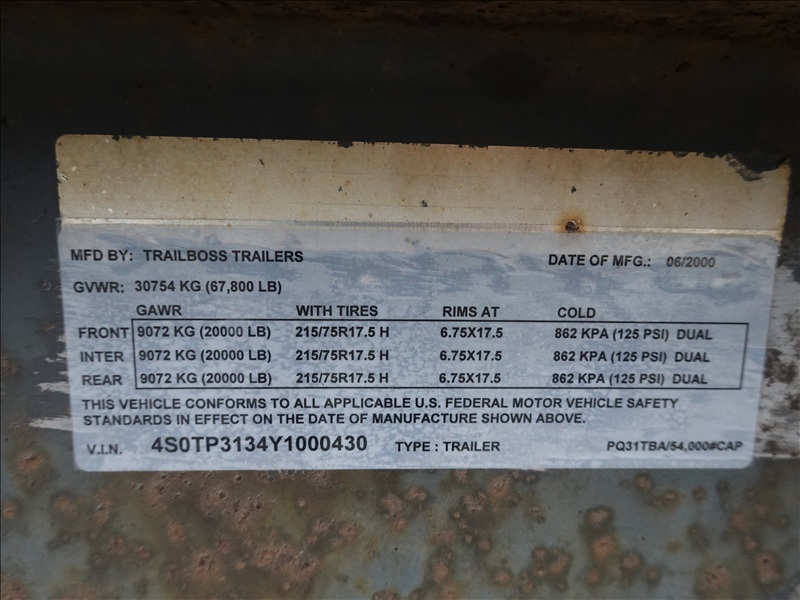 MFD BY: TRAILBOSS TRAILERS DATE OF MFG.: 06/2000
GVWR: 30754 KG (67,800 LB)
GAWR WITH TIRES RIMS AT COLD
FRONT 9072 KG (20000 LB) 215/75R17.5 H 6.75X17.5 862 KPA (125 PSI) DUAL
INTER 9072 KG (20000 LB) 215/75R17.5 H 6.75X17.5 862 KPA (125 PSI) DUAL
REAR 9072 KG (20000 LB) 215/75R17.5 H 6.75X17.5 862 KPA (125 PSI) DUAL
THIS VEHICLE CONFORMS TO ALL APPLICABLE U.S. FEDERAL MOTOR VEHICLE SAFETY
STANDARDS IN EFFECT ON THE DATE OF MANUFACTURE SHOWN ABOVE.
V.I.N. 4S0TP3134Y1000430 TYPE : TRAILER PQ31TBA/54,000#CAP